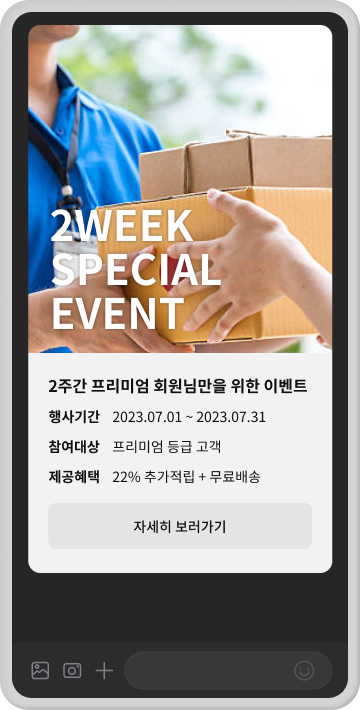 2WEEK
SPECIAL
EVENT
2주간 프리미엄 회원님만을 위한 이벤트
행사기간 2023.07.01 ~ 2023.07.31
참여대상 프리미엄 등급 고객
제공혜택 22% 추가적립 + 무료배송
자세히 보러가기